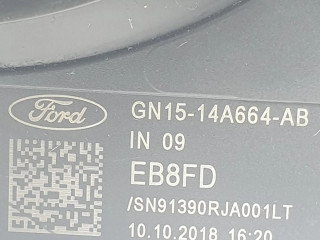 Ford
GN15-14A664-AB
IN 09
EB8FD
/SN91390RJA001LT
10.10.2018 16:20